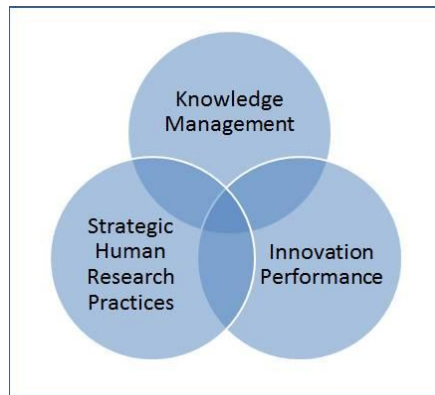 Knowledge
Management
Strategic
Human
Research
Practices
Innovation
Performance